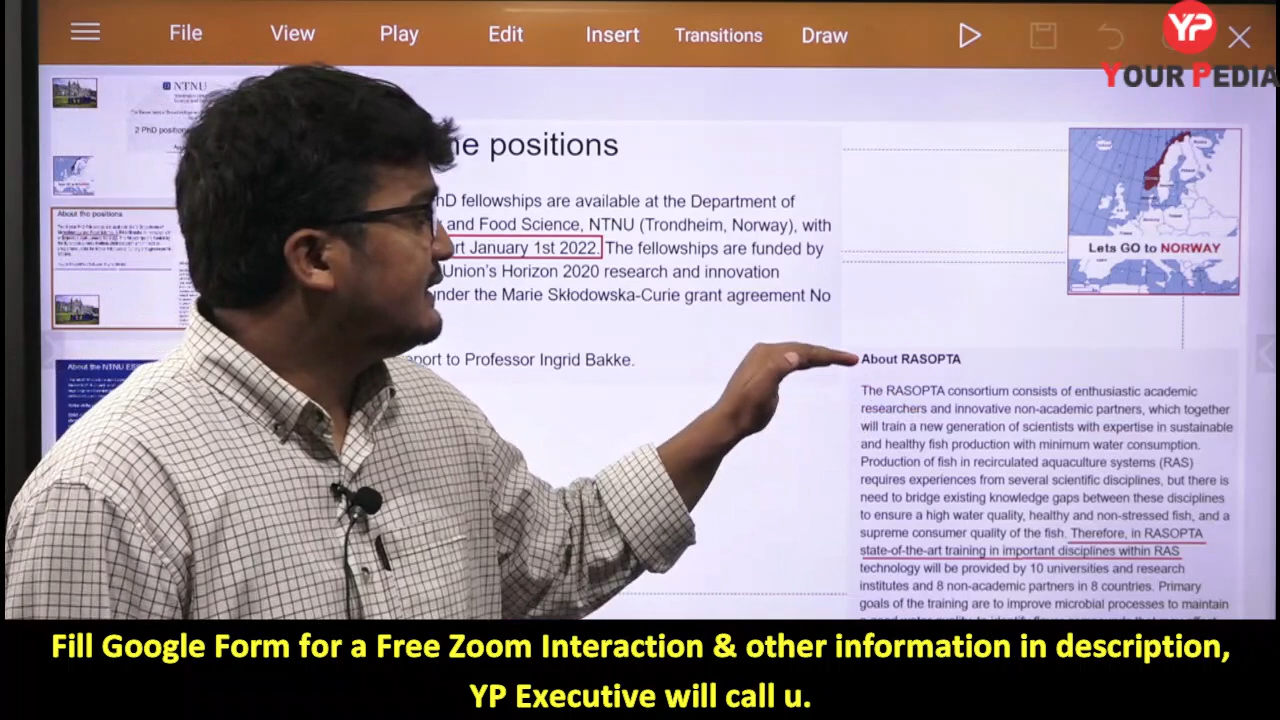 File View Play Edit Insert Transitions Draw
YP
YOUR PEDIA
NTNU
2 PhD position
About the positions
About the NTNU
he positions
hD fellowships are available at the Department of
and Food Science, NTNU (Trondheim, Norway), with
rt January 1st 2022. The fellowships are funded by
Union's Horizon 2020 research and innovation
nder the Marie Skłodowska-Curie grant agreement No
port to Professor Ingrid Bakke.
Lets GO to NORWAY
About RASOPTA
The RASOPTA consortium consists of enthusiastic academic
researchers and innovative non-academic partners, which together
will train a new generation of scientists with expertise in sustainable
and healthy fish production with minimum water consumption.
Production of fish in recirculated aquaculture systems (RAS)
requires experiences from several scientific disciplines, but there is
need to bridge existing knowledge gaps between these disciplines
to ensure a high water quality, healthy and non-stressed fish, and a
supreme consumer quality of the fish. Therefore, in RASOPTA
state-of-the-art training in important disciplines within RAS
technology will be provided by 10 universities and research
institutes and 8 non-academic partners in 8 countries. Primary
goals of the training are to improve microbial processes to maintain
Fill Google Form for a Free Zoom Interaction & other information in description,
YP Executive will call u.